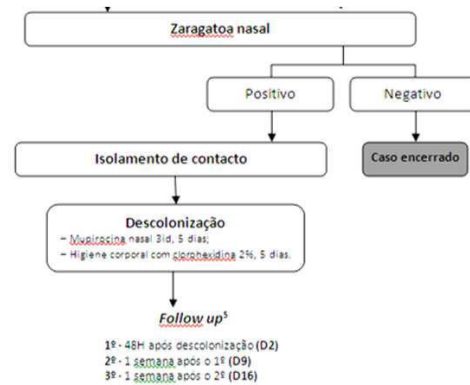 Zaragatoa nasal
Positivo
Negativo
Isolamento de contacto
Caso encerrado
Descolonização
– Mupirocina nasal 3id, 5 dias;
– Higiene corporal com clorohexidina 2%, 5 dias.
Follow up⁵
1º - 48H após descolonização (D2)
2º - 1 semana após o 1º (D9)
3º - 1 semana após o 2º (D16)